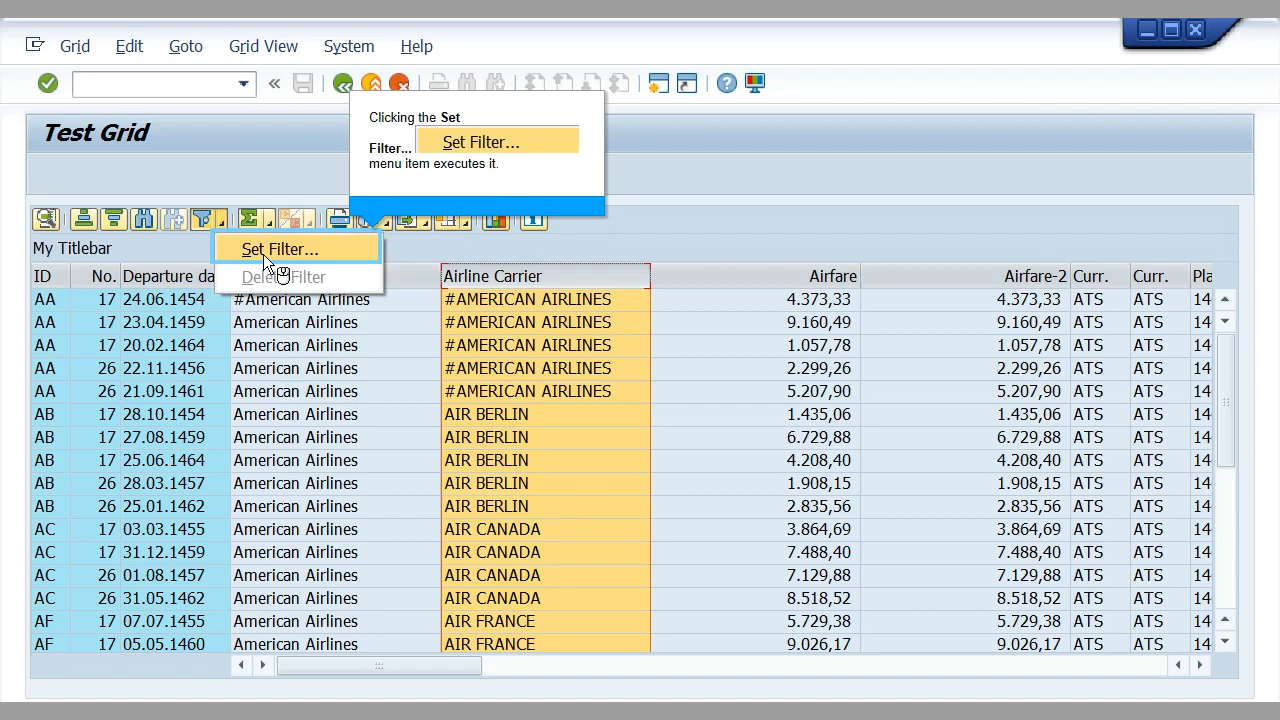 Grid Edit Goto Grid View System Help
Test Grid
Clicking the Set
Filter... Set Filter...
menu item executes it.
My Titlebar
Set Filter...
Filter
ID No. Departure Airline Carrier Airfare Airfare-2 Curr. Curr.
AA 17 24.06.1454 #American Airlines #AMERICAN AIRLINES 4.373,33 4.373,33 ATS ATS
AA 17 23.04.1459 American Airlines #AMERICAN AIRLINES 9.160,49 9.160,49 ATS ATS 14
AA 17 20.02.1464 American Airlines #AMERICAN AIRLINES 1.057,78 1.057,78 ATS ATS 14
AA 26 22.11.1456 American Airlines #AMERICAN AIRLINES 2.299,26 2.299,26 ATS ATS 14
AA 26 21.09.1461 American Airlines #AMERICAN AIRLINES 5.207,90 5.207,90 ATS ATS 14
AB 17 28.10.1454 American Airlines AIR BERLIN 1.435,06 1.435,06 ATS ATS 14
AB 17 27.08.1459 American Airlines AIR BERLIN 6.729,88 6.729,88 ATS ATS 14
AB 17 25.06.1464 American Airlines AIR BERLIN 4.208,40 4.208,40 ATS ATS 14
AB 26 28.03.1457 American Airlines AIR BERLIN 1.908,15 1.908,15 ATS ATS 14
AB 26 25.01.1462 American Airlines AIR BERLIN 2.835,56 2.835,56 ATS ATS 14
AC 17 03.03.1455 American Airlines AIR CANADA 3.864,69 3.864,69 ATS ATS 14
AC 17 31.12.1459 American Airlines AIR CANADA 7.488,40 7.488,40 ATS ATS 14
AC 26 01.08.1457 American Airlines AIR CANADA 7.129,88 7.129,88 ATS ATS 14
AC 26 31.05.1462 American Airlines AIR CANADA 8.518,52 8.518,52 ATS ATS 14
AF 17 07.07.1455 American Airlines AIR FRANCE 5.729,38 5.729,38 ATS ATS 14
AF 17 05.05.1460 American Airlines AIR FRANCE 9.026,17 9.026,17 ATS ATS 14